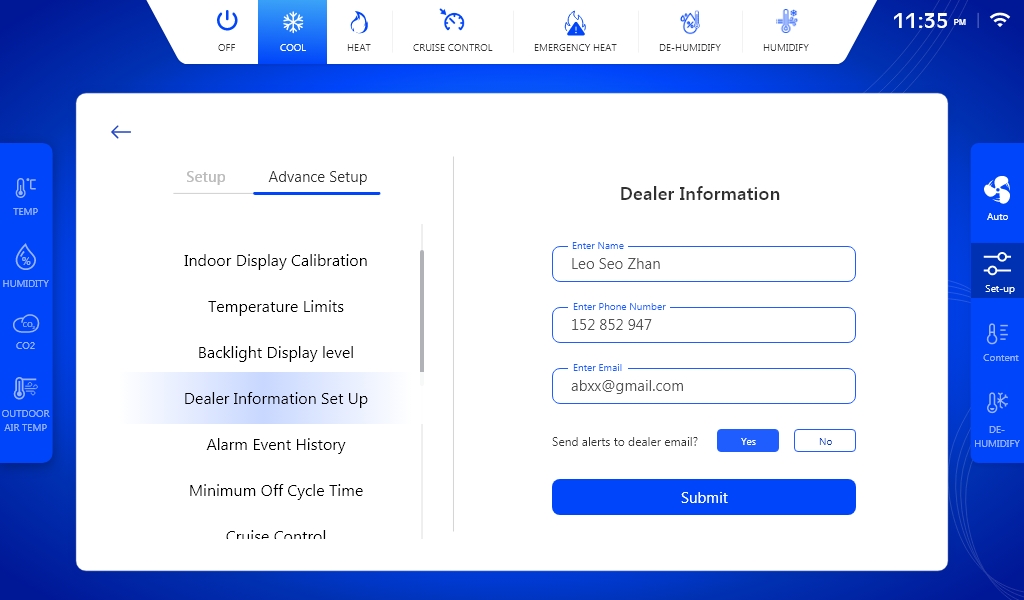 OFF
COOL
HEAT
CRUISE CONTROL
EMERGENCY HEAT
DE-HUMIDIFY
HUMIDIFY
11:35 PM
TEMP
HUMIDITY
CO2
CO2
OUTDOOR
AIR TEMP
Setup
Advance Setup
Indoor Display Calibration
Temperature Limits
Backlight Display level
Dealer Information Set Up
Alarm Event History
Minimum Off Cycle Time
Cruise Control
Dealer Information
Enter Name
Leo Seo Zhan
Enter Phone Number
152 852 947
Enter Email
abxx@gmail.com
Send alerts to dealer email?
Yes
No
Submit
Auto
Set-up
Content
DE-
HUMIDIFY